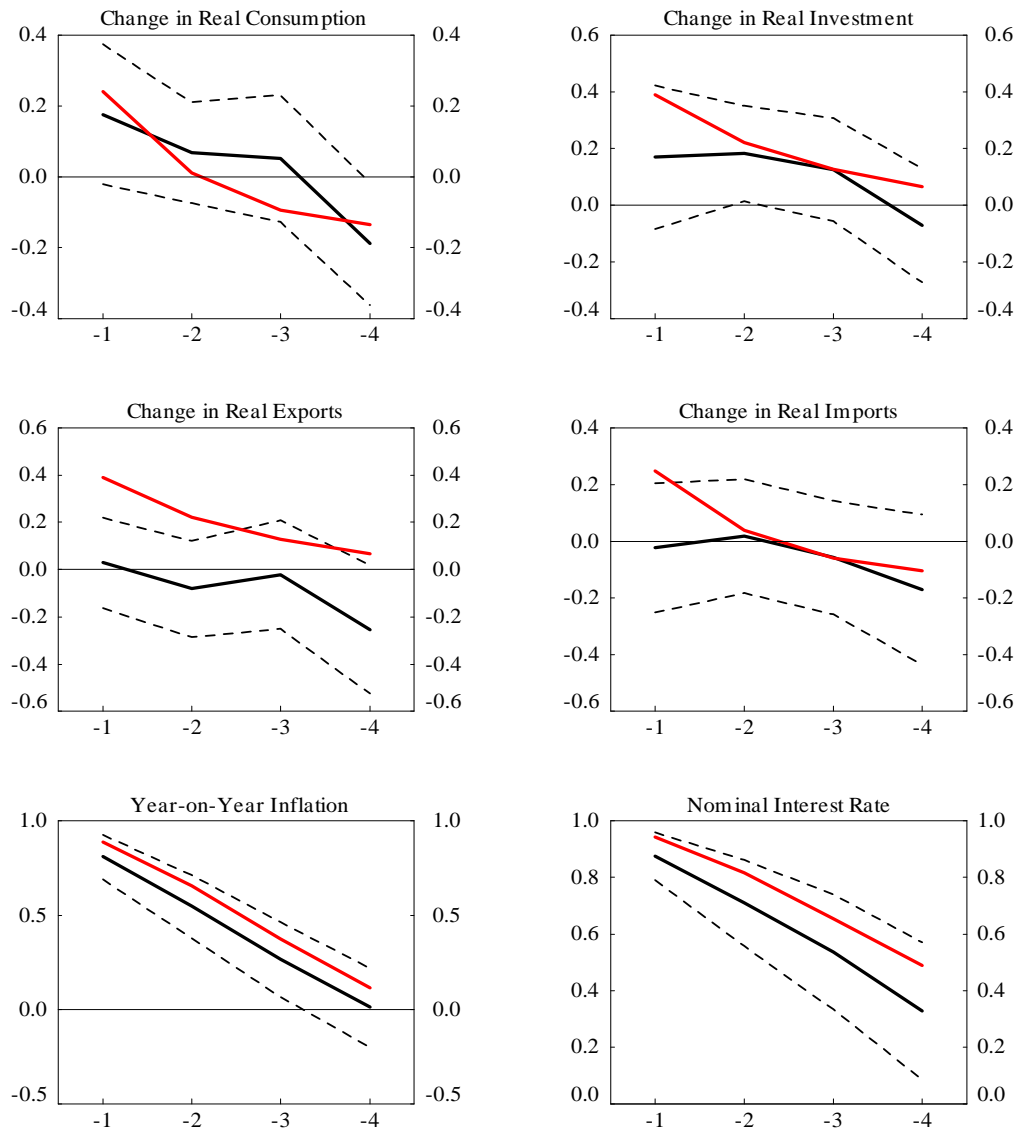 Change in Real Consumption
0.4 0.4
0.2 0.2
0.0 0.0
-0.2 -0.2
-0.4 -0.4
-1 -2 -3 -4
Change in Real Investment
0.6 0.6
0.4 0.4
0.2 0.2
0.0 0.0
-0.2 -0.2
-0.4 -0.4
-1 -2 -3 -4
Change in Real Exports
0.6 0.6
0.4 0.4
0.2 0.2
0.0 0.0
-0.2 -0.2
-0.4 -0.4
-0.6 -0.6
-1 -2 -3 -4
Change in Real Imports
0.4 0.4
0.2 0.2
0.0 0.0
-0.2 -0.2
-0.4 -0.4
-0.6 -0.6
-1 -2 -3 -4
Year-on-Year Inflation
1.0 1.0
0.5 0.5
0.0 0.0
-0.5 -0.5
-1 -2 -3 -4
Nominal Interest Rate
1.0 1.0
0.8 0.8
0.6 0.6
0.4 0.4
0.2 0.2
0.0 0.0
-1 -2 -3 -4